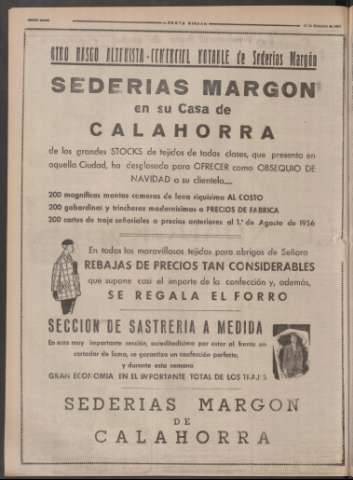 NUEVA RIOJA
OTRO RASGO ALTRUISTA-COMERCIAL NOTABLE de Sederías Margón
SEDERIAS MARGON
en su Casa de
CALAHORRA
de los grandes STOCKS de tejidos de todas clases, que presenta en
aquella Ciudad, ha desglosado para OFRECER como OBSEQUIO DE
NAVIDAD a su clientela....
200 magníficas mantas cameras de lana riquísima AL COSTO
200 gabardinas y trincheras modernísimas a PRECIOS DE FABRICA
200 cortes de traje señoriales a precios anteriores al 1.º de Agosto de 1956
En todos los maravillosos tejidos para abrigos de Señora
REBAJAS DE PRECIOS TAN CONSIDERABLES
que supone casi el importe de la confección y, además,
SE REGALA EL FORRO
SECCION DE SASTRERIA A MEDIDA
En esta muy importante sección, acreditadísima por estar al frente un
cortador de fama, se garantiza un confección perfecta.
y durante esta semana
GRAN ECONOMIA EN EL IMPORTANTE TOTAL DE LOS TRAJES
SEDERIAS MARGON
DE
CALAHORRA